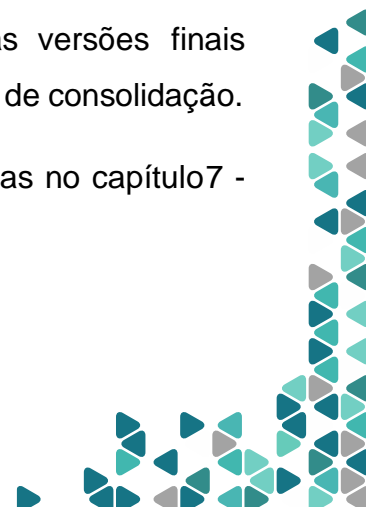 as versões finais
de consolidação.
as no capítulo7 -